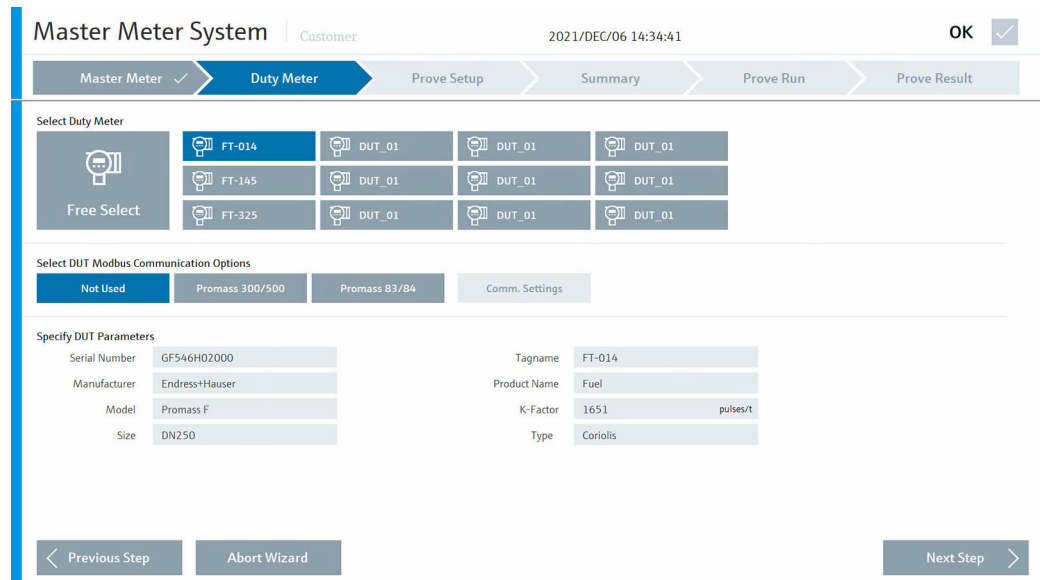 Master Meter System Customer 2021/DEC/06 14:34:41 OK
Master Meter Duty Meter Prove Setup Summary Prove Run Prove Result
Select Duty Meter
Free Select
FT-014 DUT_01 DUT_01 DUT_01
FT-145 DUT_01 DUT_01 DUT_01
FT-325 DUT_01 DUT_01 DUT_01
Select DUT Modbus Communication Options
Not Used Promass 300/500 Promass 83/84 Comm. Settings
Specify DUT Parameters
Serial Number GF546H02000 Tagname FT-014
Manufacturer Endress+Hauser Product Name Fuel
Model Promass F K-Factor 1651 pulses/t
Size DN250 Type Coriolis
Previous Step Abort Wizard Next Step